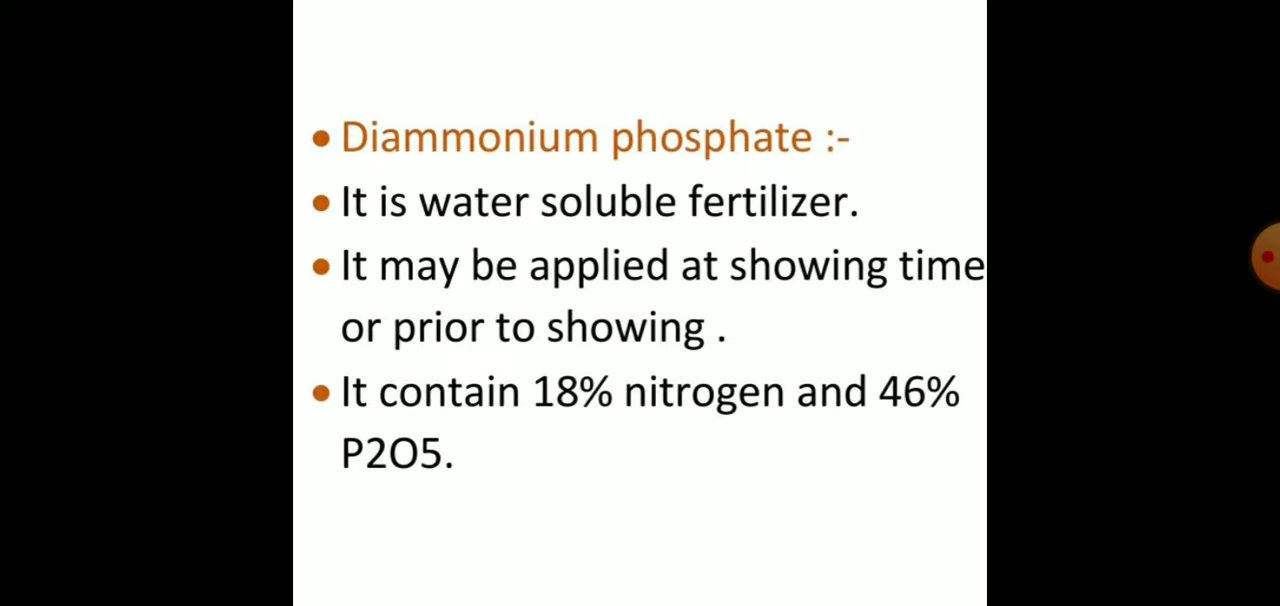 • Diammonium phosphate :-
• It is water soluble fertilizer.
• It may be applied at showing time
or prior to showing .
• It contain 18% nitrogen and 46%
P2O5.